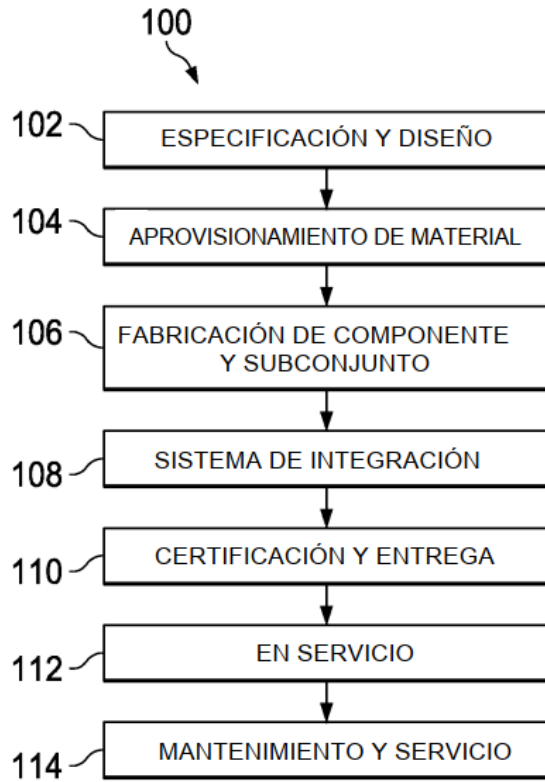 100
102 ESPECIFICACIÓN Y DISEÑO
104 APROVISIONAMIENTO DE MATERIAL
106 FABRICACIÓN DE COMPONENTE
Y SUBCONJUNTO
108 SISTEMA DE INTEGRACIÓN
110 CERTIFICACIÓN Y ENTREGA
112 EN SERVICIO
114 MANTENIMIENTO Y SERVICIO